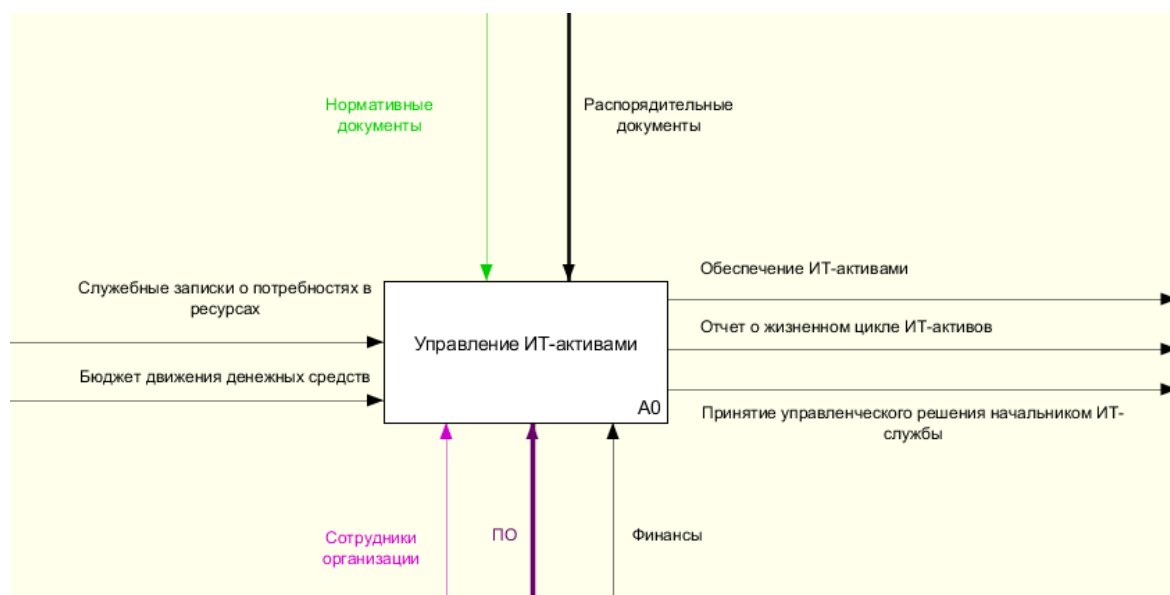 Нормативные
документы
Распорядительные
документы
Служебные записки о потребностях в
ресурсах
Бюджет движения денежных средств
Управление ИТ-активами
A0
Обеспечение ИТ-активами
Отчет о жизненном цикле ИТ-активов
Принятие управленческого решения начальником ИТ-
службы
Сотрудники
организации
ПО
Финансы